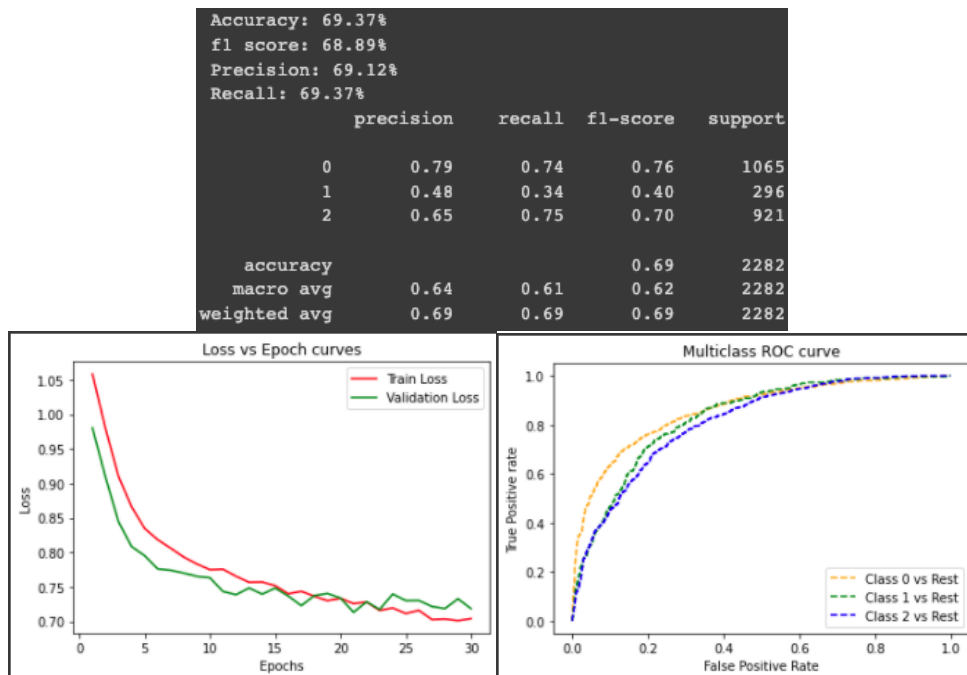 Accuracy: 69.37%
f1 score: 68.89%
Precision: 69.12%
Recall: 69.37%
precision recall f1-score support
0 0.79 0.74 0.76 1065
1 0.48 0.34 0.40 296
2 0.65 0.75 0.70 921
accuracy 0.69 2282
macro avg 0.64 0.61 0.62 2282
weighted avg 0.69 0.69 0.69 2282
Loss vs Epoch curves
Train Loss
Validation Loss
1.05
1.00
0.95
0.90
0.85
0.80
0.75
0.70
Loss
0 5 10 15 20 25 30
Epochs
Multiclass ROC curve
1.0
0.8
0.6
0.4
0.2
0.0
True Positive rate
Class 0 vs Rest
Class 1 vs Rest
Class 2 vs Rest
0.0 0.2 0.4 0.6 0.8 1.0
False Positive Rate